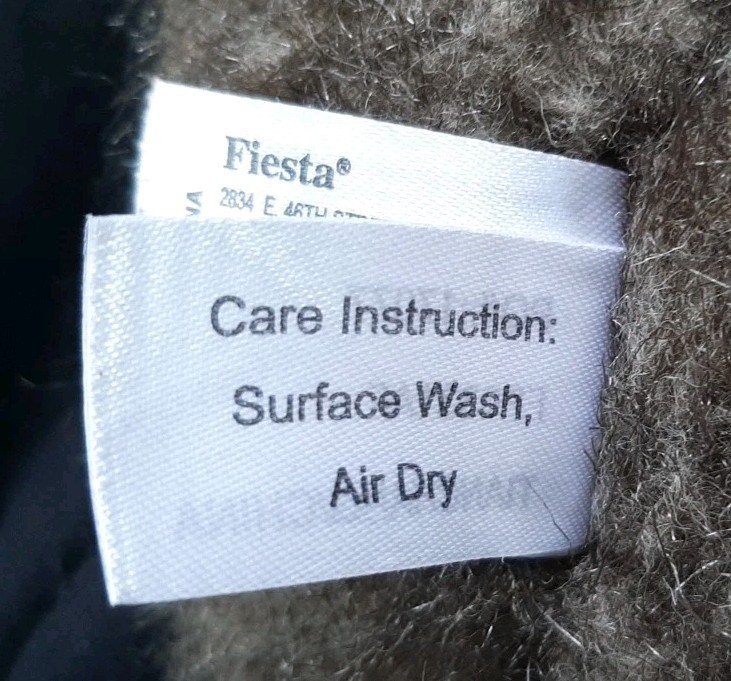 Fiesta®
2834 E. 46TH
Care Instruction:
Surface Wash,
Air Dry